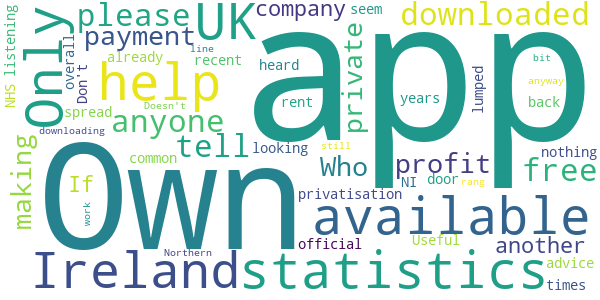 app
Own
Only
UK
available
Ireland
statistics
help
please
downloaded
company
seem
payment
anyone
tell
free
profit
private
Who
another
making
NHS
listening
overall
Don't
already
recent
line
heard
spread
Doesn't
downloading
common
looking
rent
years
lumped
bit
anyway
back
nothing
still
NI
door
rang
privatisation
If
work
Northern
official
Useful
advice
times